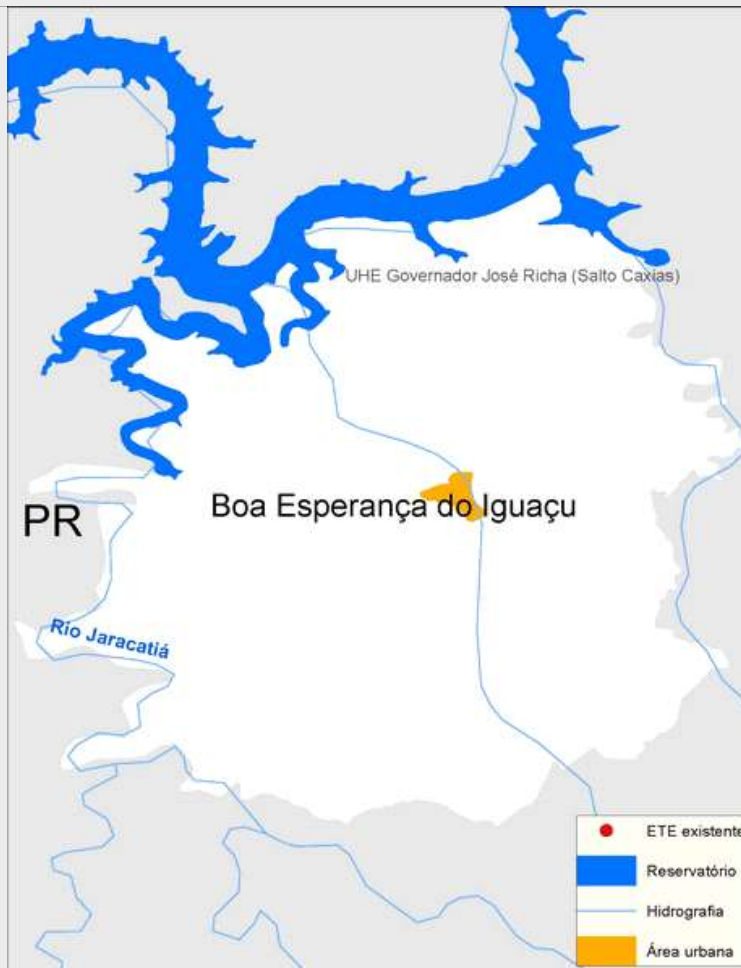 UHE Governador José Richa (Salto Caxias)
Boa Esperança do Iguaçu
PR
Rio Jaracatiá
ETE existente
Reservatório
Hidrografia
Área urbana